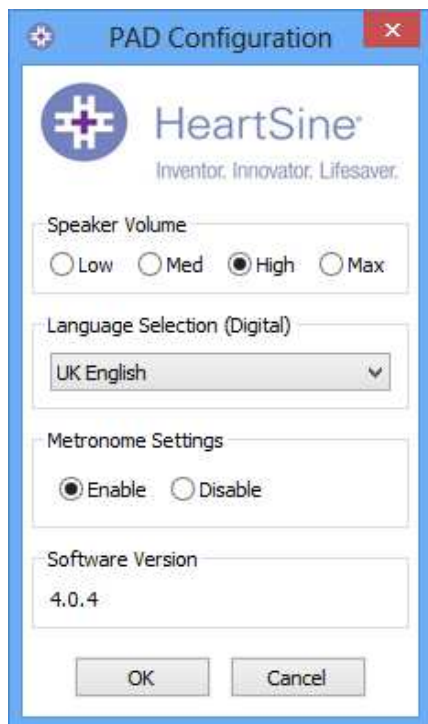 PAD Configuration
HeartSine
Inventor. Innovator. Lifesaver.
Speaker Volume
Low Med High Max
Language Selection (Digital)
UK English
Metronome Settings
Enable Disable
Software Version
4.0.4
OK Cancel